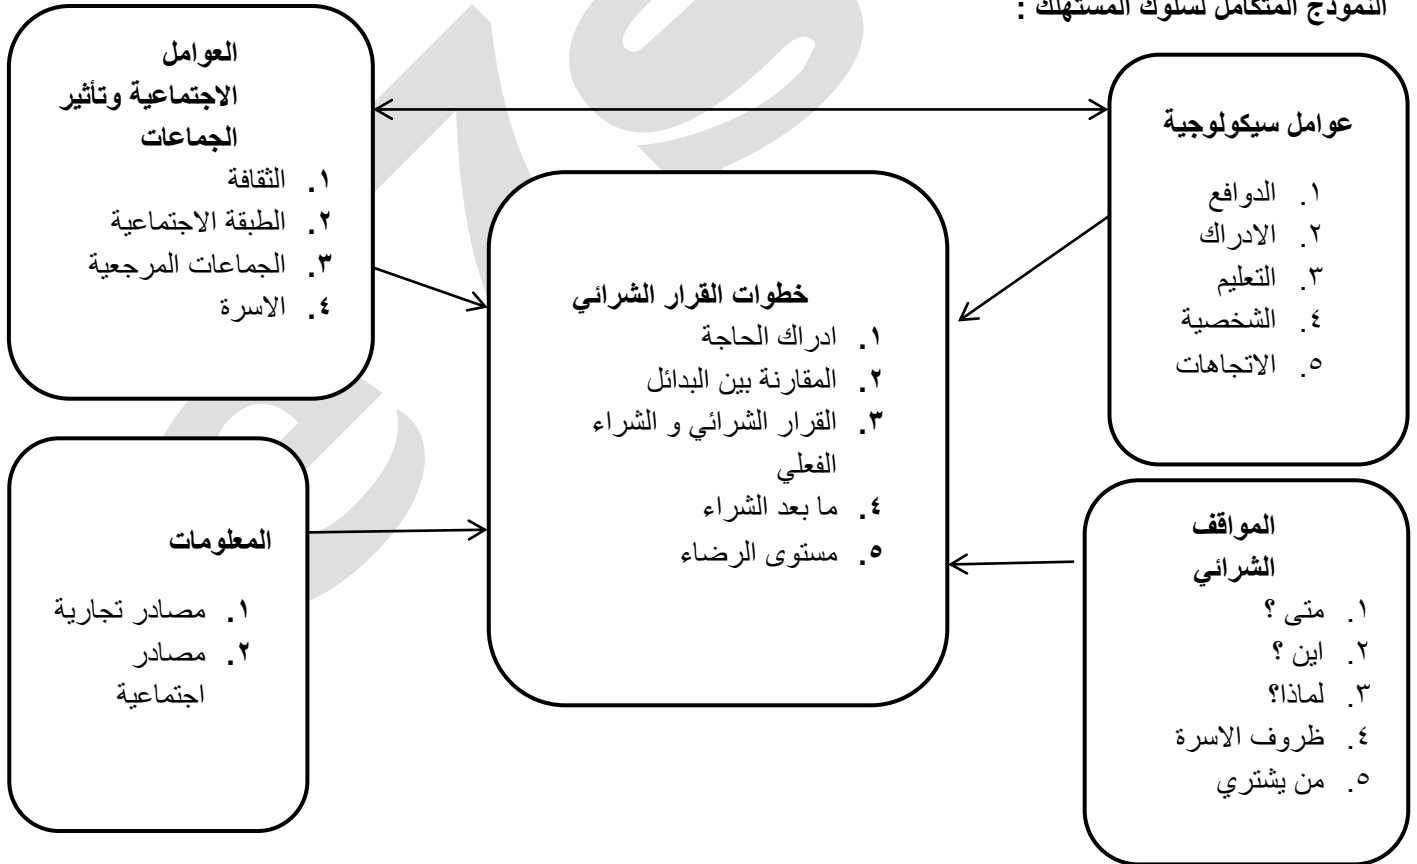 النموذج المتكامل لسلوك المستهلك :
عوامل سيكولوجية
١. الدوافع
٢. الادراك
٣. التعليم
٤. الشخصية
٥. الاتجاهات
العوامل
الاجتماعية وتأثير
الجماعات
١. الثقافة
٢. الطبقة الاجتماعية
٣. الجماعات المرجعية
٤. الاسرة
خطوات القرار الشرائي
١. ادراك الحاجة
٢. المقارنة بين البدائل
٣. القرار الشرائي و الشراء
الفعلي
٤. ما بعد الشراء
٥. مستوى الرضاء
المواقف
الشرائي
١. متى ؟
٢. اين ؟
٣. لماذا؟
٤. ظروف الاسرة
٥. من يشتري
المعلومات
١. مصادر تجارية
٢. مصادر
اجتماعية